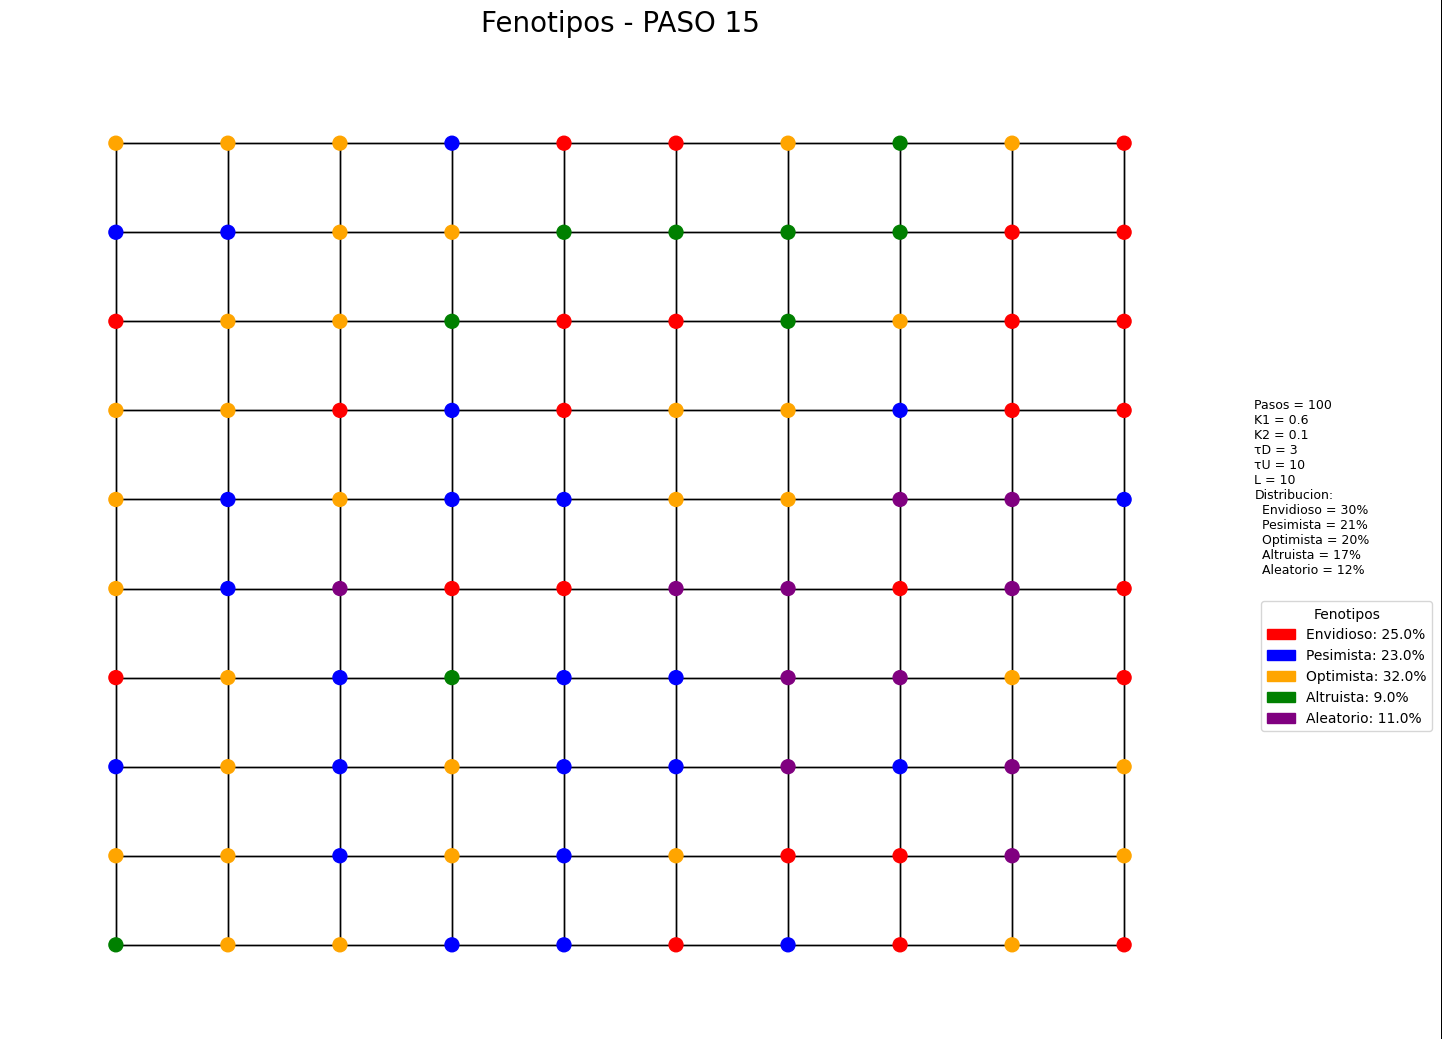 Fenotipos - PASO 15
Pasos = 100
K1 = 0.6
K2 = 0.1
τD = 3
τU = 10
L = 10
Distribucion:
Envidioso = 30%
Pesimista = 21%
Optimista = 20%
Altruista = 17%
Aleatorio = 12%
Fenotipos
Envidioso: 25.0%
Pesimista: 23.0%
Optimista: 32.0%
Altruista: 9.0%
Aleatorio: 11.0%